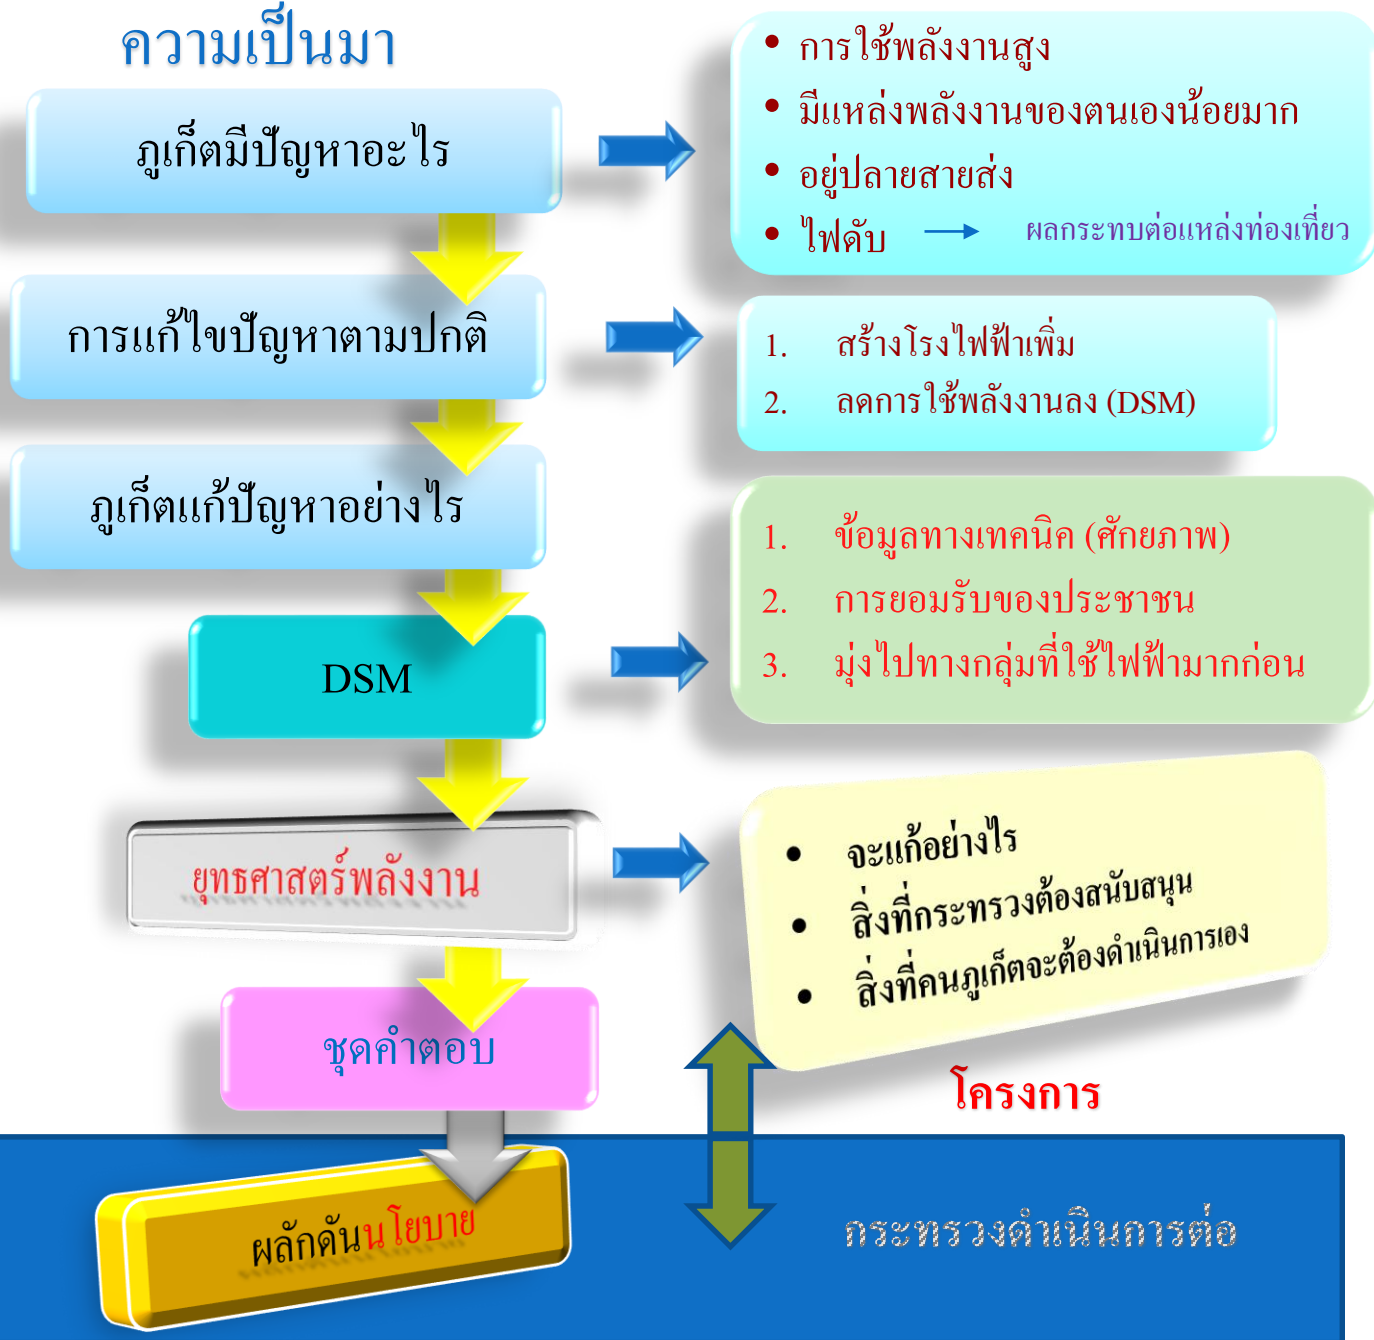 ความเป็นมา
ภูเก็ตมีปัญหาอะไร
• การใช้พลังงานสูง
• มีแหล่งพลังงานของตนเองน้อยมาก
• อยู่ปลายสายส่ง
• ไฟดับ ผลกระทบต่อแหล่งท่องเที่ยว
การแก้ไขปัญหาตามปกติ
1. สร้างโรงไฟฟ้าเพิ่ม
2. ลดการใช้พลังงานลง (DSM)
ภูเก็ตแก้ปัญหาอย่างไร
DSM
1. ข้อมูลทางเทคนิค (ศักยภาพ)
2. การยอมรับของประชาชน
3. มุ่งไปทางกลุ่มที่ใช้ไฟฟ้ามากก่อน
ยุทธศาสตร์พลังงาน
• จะแก้อย่างไร
• สิ่งที่กระทรวงต้องสนับสนุน
• สิ่งที่คนภูเก็ตจะต้องดำเนินการเอง
ชุดคำตอบ
โครงการ
ผลักดันนโยบาย
กระทรวงดำเนินการต่อ